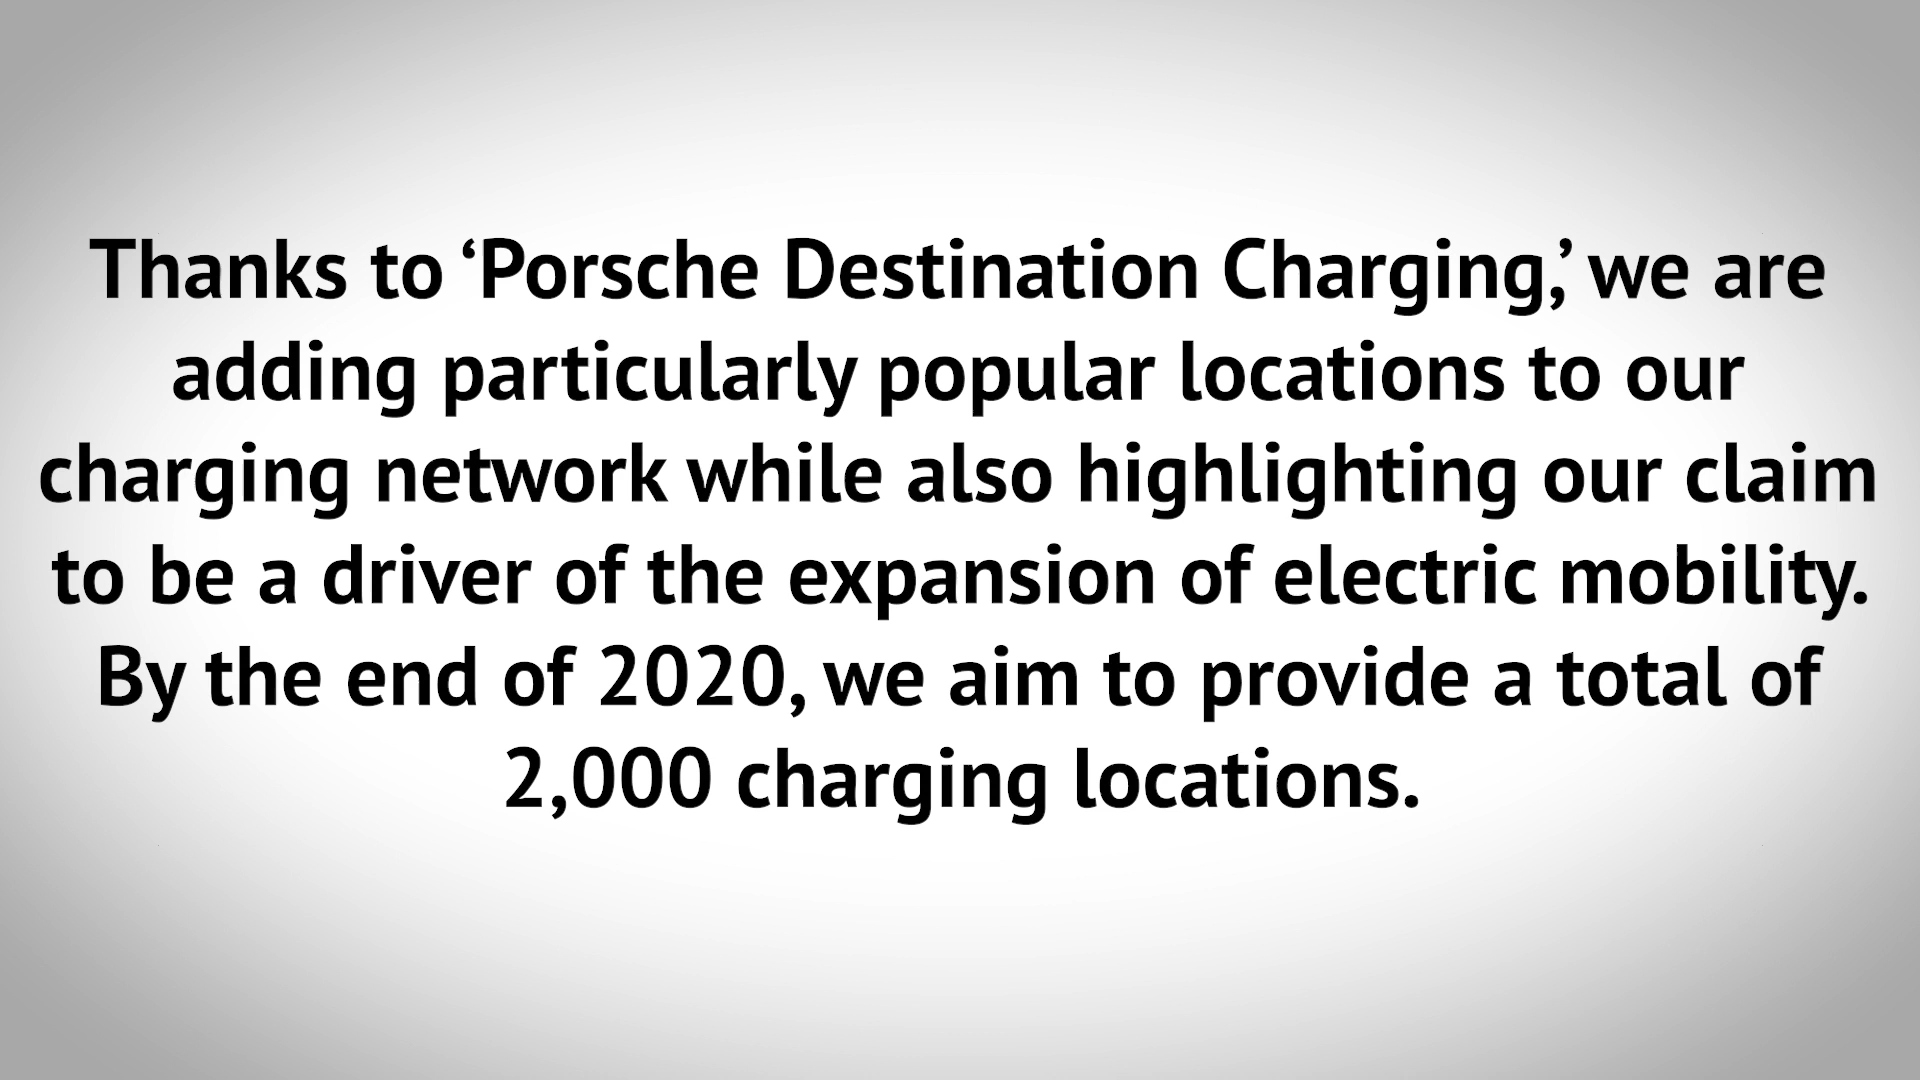 Thanks to ‘Porsche Destination Charging,’ we are
adding particularly popular locations to our
charging network while also highlighting our claim
to be a driver of the expansion of electric mobility.
By the end of 2020, we aim to provide a total of
2,000 charging locations.